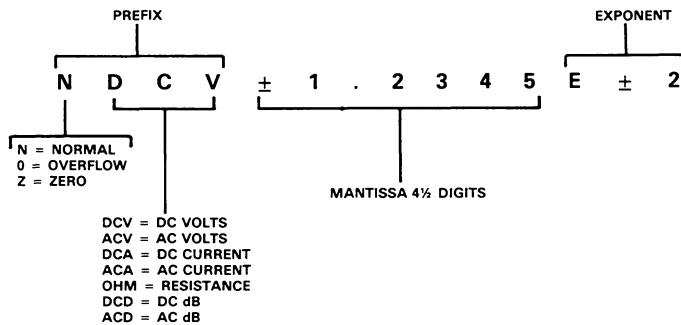 PREFIX EXPONENT
N D C V ± 1 . 2 3 4 5 E ± 2
N = NORMAL
0 = OVERFLOW
Z = ZERO
MANTISSA 4½ DIGITS
DCV = DC VOLTS
ACV = AC VOLTS
DCA = DC CURRENT
ACA = AC CURRENT
OHM = RESISTANCE
DCD = DC dB
ACD = AC dB